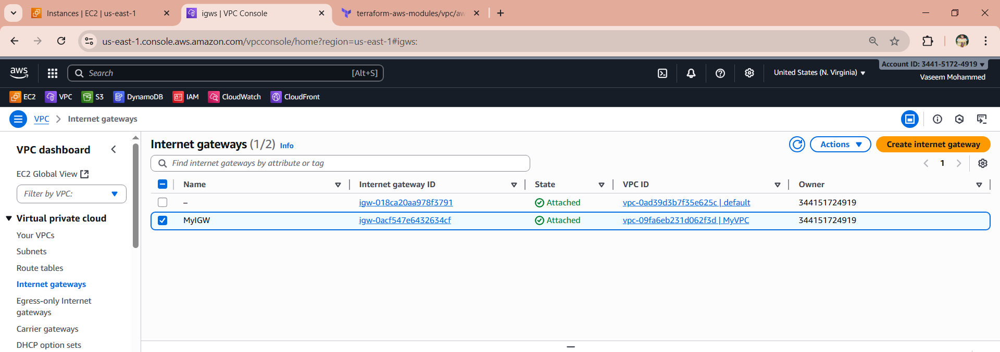 Instances | EC2 | us-east-1
igws | VPC Console
terraform-aws-modules/vpc/aw
us-east-1.console.aws.amazon.com/vpcconsole/home?region=us-east-1#igws:
aws
Search
[Alt+S]
United States (N. Virginia)
Account ID: 3441-5172-4919
Vaseem Mohammed
EC2 VPC S3 DynamoDB IAM CloudWatch CloudFront
VPC Internet gateways
VPC dashboard
EC2 Global View
Filter by VPC:
Virtual private cloud
Your VPCs
Subnets
Route tables
Internet gateways
Egress-only Internet
gateways
Carrier gateways
DHCP option sets
Internet gateways (1/2) Info
Actions
Create internet gateway
Find internet gateways by attribute or tag
1
Name Internet gateway ID State VPC ID Owner
– igw-018ca20aa978f3791 Attached vpc-0ad39d3b7f35e625c | default 344151724919
MyIGW igw-0acf547e6432634cf Attached vpc-09fa6eb231d062f3d | MyVPC 344151724919